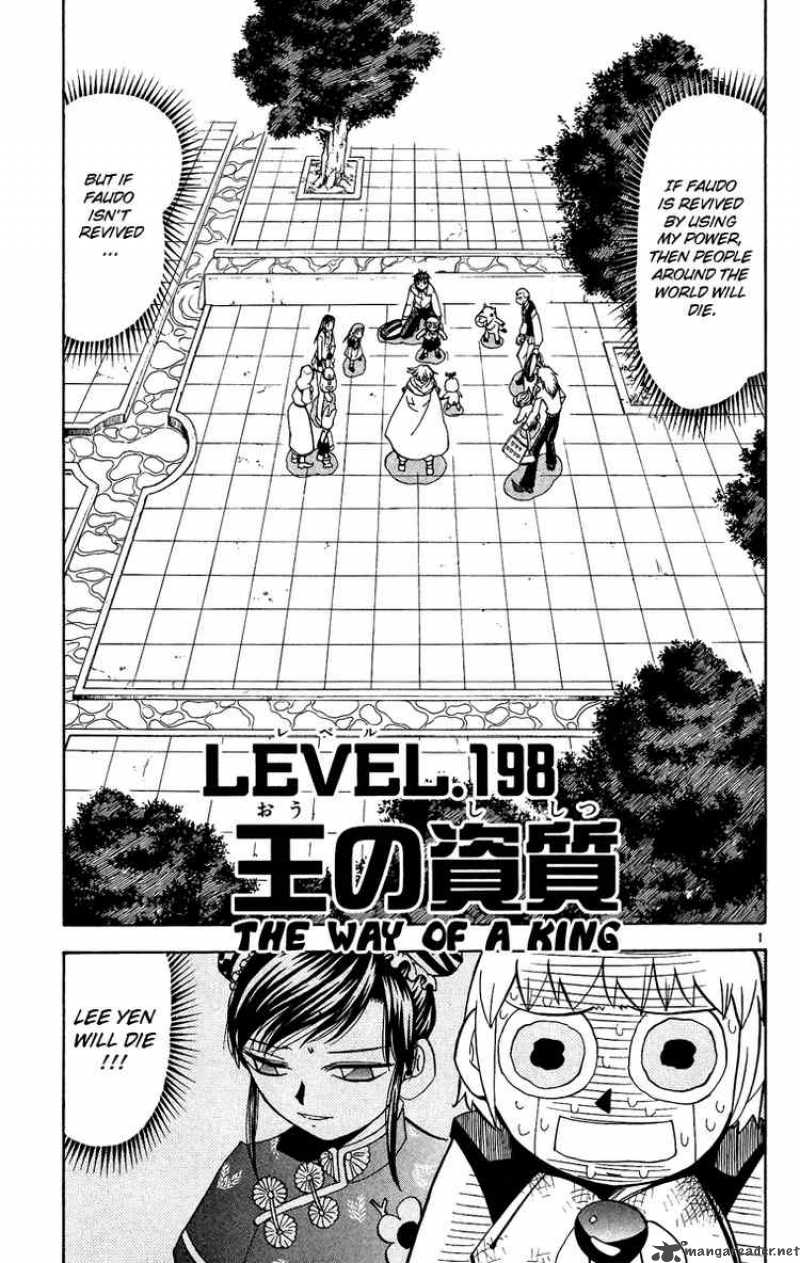 IF FAUDO
IS REVIVED
BY USING
MY POWER,
THEN PEOPLE
AROUND THE
WORLD WILL
DIE.
BUT IF
FAUDO
ISN'T
REVIVED
...
レベル
LEVEL.198
おう ししつ
王の資質
THE WAY OF A KING
1
LEE YEN
WILL DIE
!!!
mangareader.net